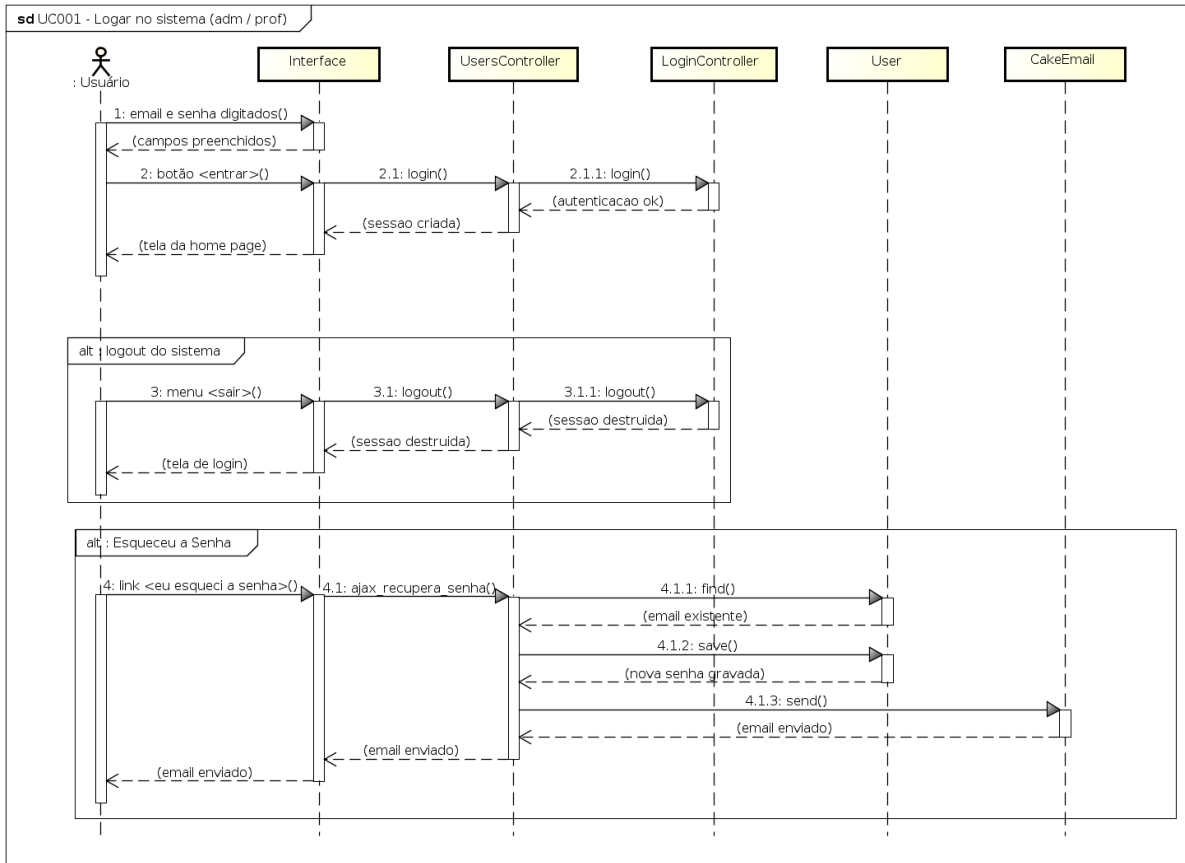 sd UC001 - Logar no sistema (adm / prof)
: Usuário
Interface
UsersController
LoginController
User
CakeEmail
1: email e senha digitados()
(campos preenchidos)
2: botão <entrar>()
2.1: login()
2.1.1: login()
(autenticacao ok)
(sessao criada)
(tela da home page)
alt : logout do sistema
3: menu <sair>()
3.1: logout()
3.1.1: logout()
(sessao destruida)
(sessao destruida)
(tela de login)
alt : Esqueceu a Senha
4: link <eu esqueci a senha>()
4.1: ajax_recupera_senha()
4.1.1: find()
(email existente)
4.1.2: save()
(nova senha gravada)
4.1.3: send()
(email enviado)
(email enviado)
(email enviado)